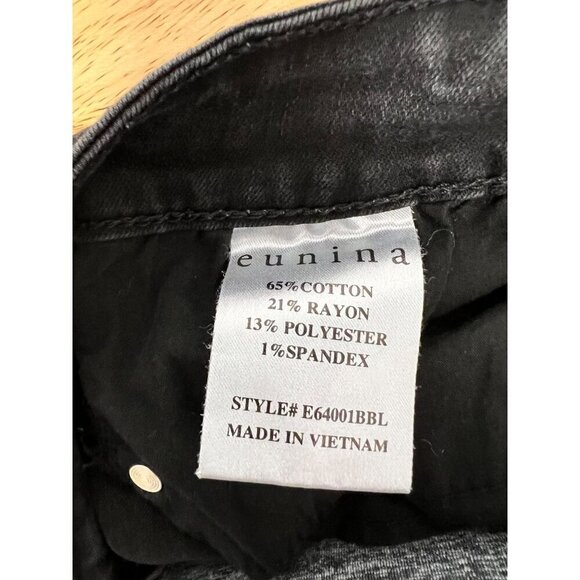 eunina
65%COTTON
21% RAYON
13% POLYESTER
1%SPANDEX
STYLE# E64001BBL
MADE IN VIETNAM